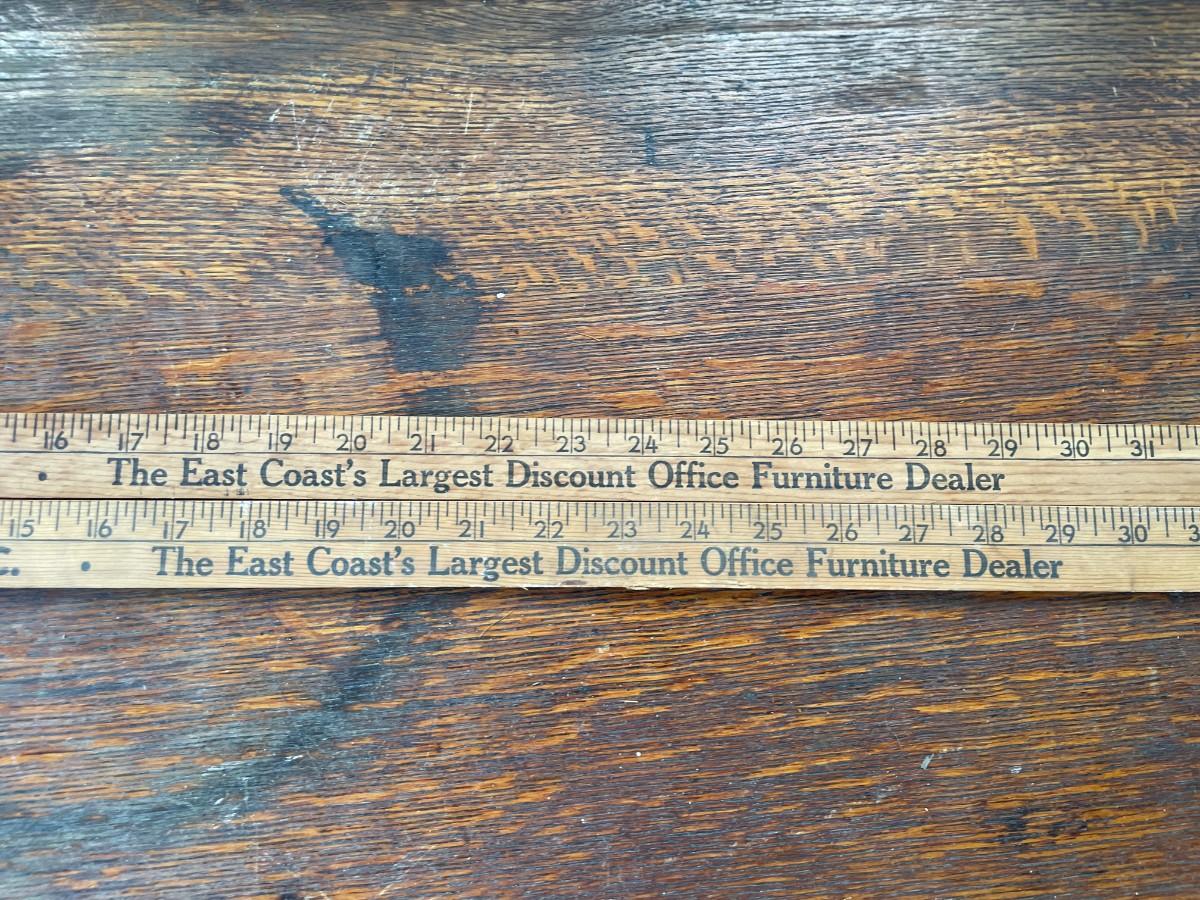 16 17 18 19 20 21 22 23 24 25 26 27 28 29 30 31
• The East Coast's Largest Discount Office Furniture Dealer
15 16 17 18 19 20 21 22 23 24 25 26 27 28 29 30
• The East Coast's Largest Discount Office Furniture Dealer